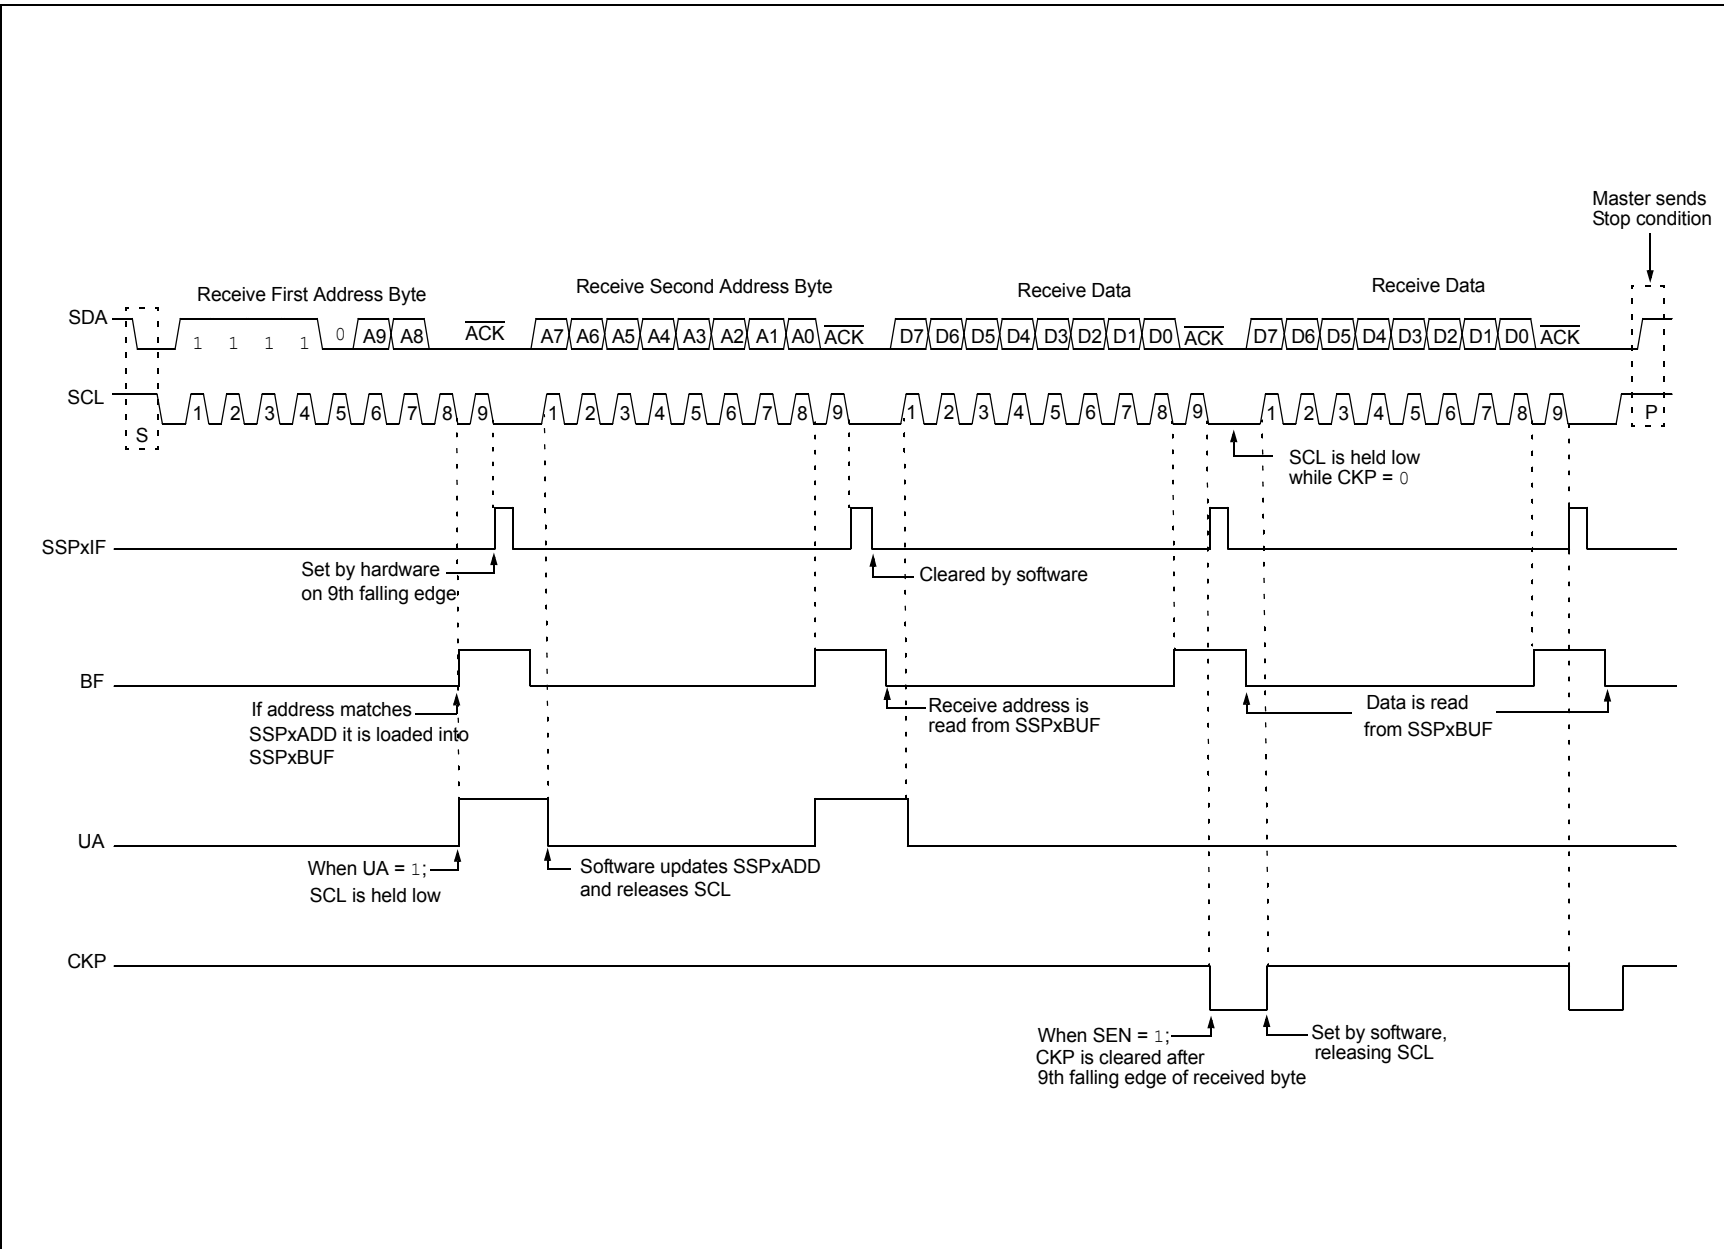 Master sends
Stop condition
Receive First Address Byte
Receive Second Address Byte
Receive Data
Receive Data
SDA
1 1 1 1 0 A9 A8 ACK A7 A6 A5 A4 A3 A2 A1 A0 ACK D7 D6 D5 D4 D3 D2 D1 D0 ACK D7 D6 D5 D4 D3 D2 D1 D0 ACK
SCL
S 1 2 3 4 5 6 7 8 9 1 2 3 4 5 6 7 8 9 1 2 3 4 5 6 7 8 9 1 2 3 4 5 6 7 8 9 P
SCL is held low
while CKP = 0
SSPxIF
Set by hardware
on 9th falling edge
Cleared by software
BF
If address matches
SSPxADD it is loaded into
SSPxBUF
Receive address is
read from SSPxBUF
Data is read
from SSPxBUF
UA
When UA = 1;
SCL is held low
Software updates SSPxADD
and releases SCL
CKP
When SEN = 1;
CKP is cleared after
9th falling edge of received byte
Set by software,
releasing SCL